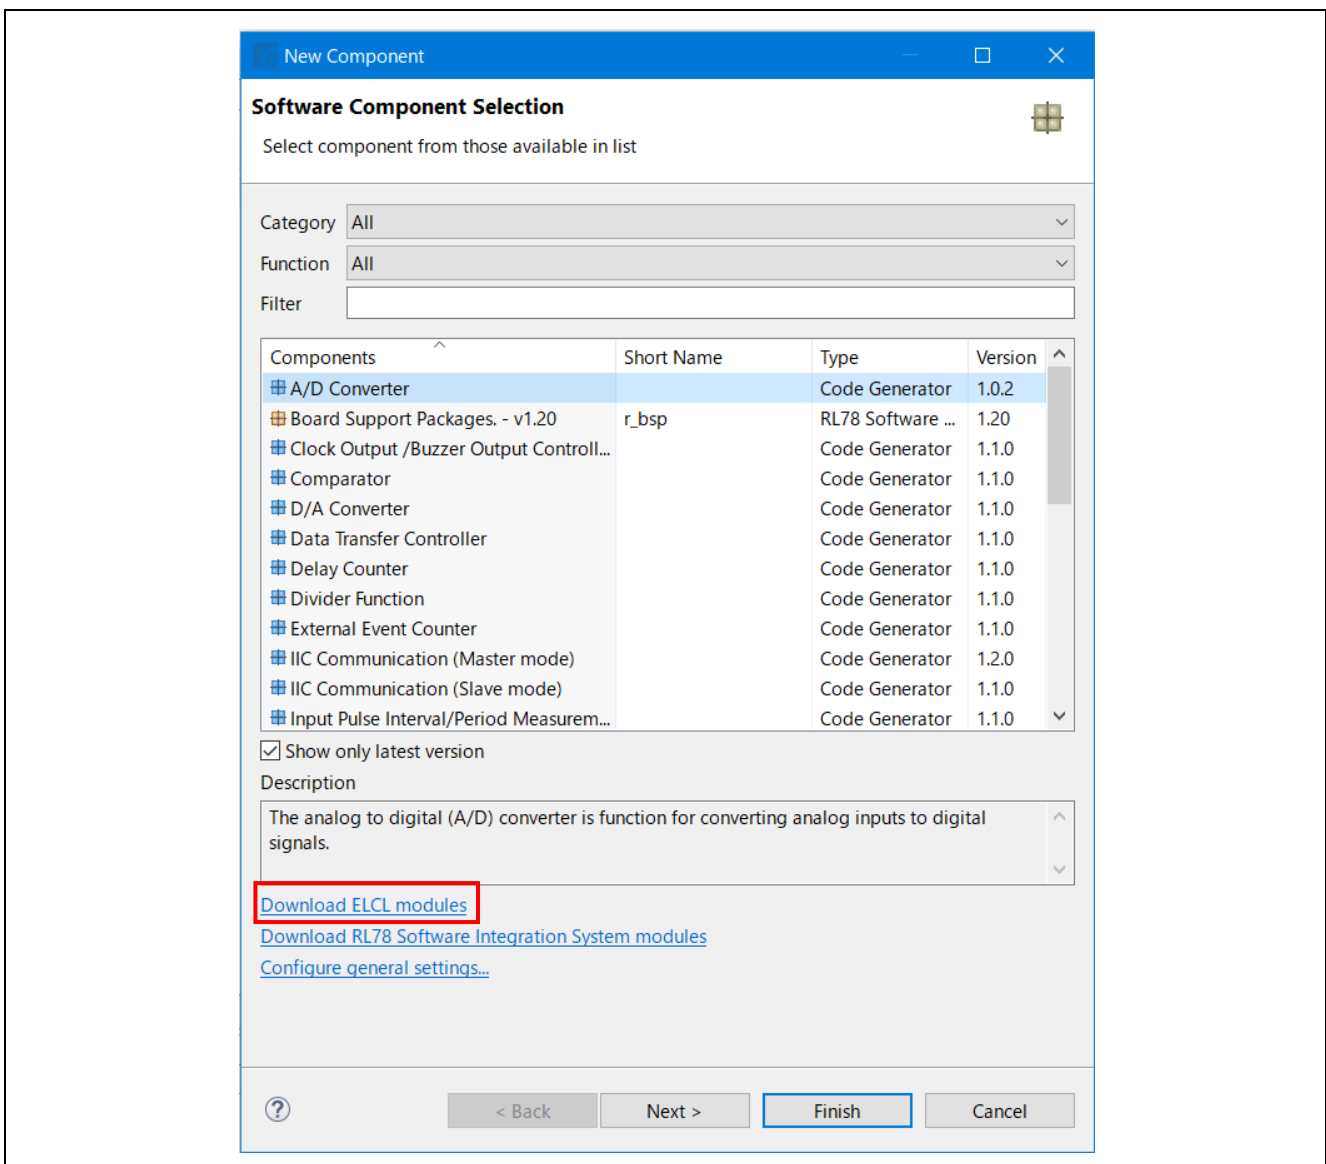 New Component
Software Component Selection
Select component from those available in list
Category All
Function All
Filter
Components Short Name Type Version
A/D Converter Code Generator 1.0.2
Board Support Packages. - v1.20 r_bsp RL78 Software ... 1.20
Clock Output /Buzzer Output Controll... Code Generator 1.1.0
Comparator Code Generator 1.1.0
D/A Converter Code Generator 1.1.0
Data Transfer Controller Code Generator 1.1.0
Delay Counter Code Generator 1.1.0
Divider Function Code Generator 1.1.0
External Event Counter Code Generator 1.1.0
IIC Communication (Master mode) Code Generator 1.2.0
IIC Communication (Slave mode) Code Generator 1.1.0
Input Pulse Interval/Period Measurem... Code Generator 1.1.0
Show only latest version
Description
The analog to digital (A/D) converter is function for converting analog inputs to digital
signals.
Download ELCL modules
Download RL78 Software Integration System modules
Configure general settings...
? < Back Next > Finish Cancel